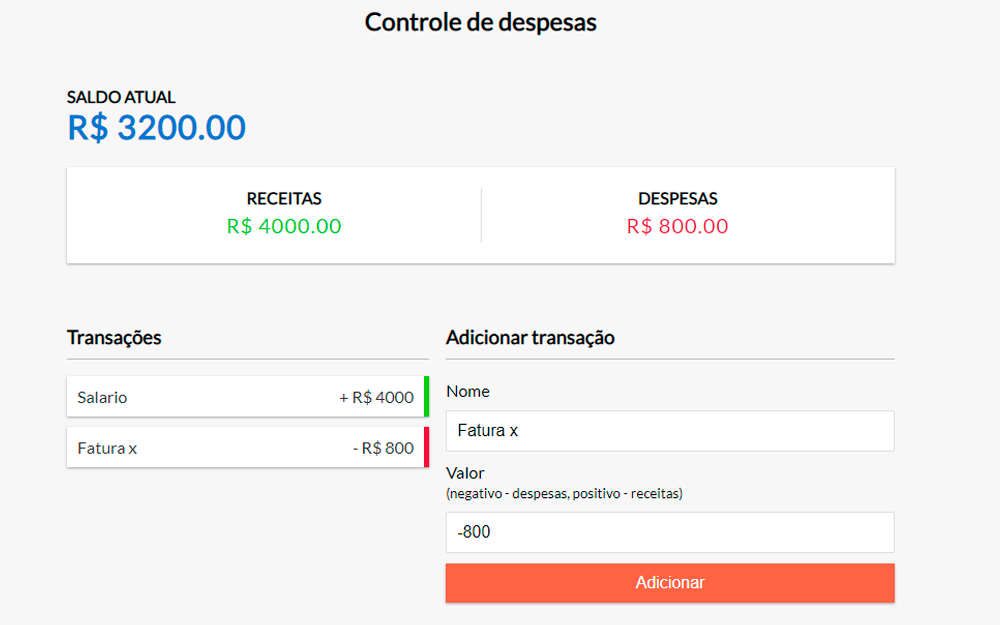 Controle de despesas
SALDO ATUAL
R$ 3200.00
RECEITAS
R$ 4000.00
DESPESAS
R$ 800.00
Transações
Salario + R$ 4000
Fatura x - R$ 800
Adicionar transação
Nome
Fatura x
Valor
(negativo - despesas, positivo - receitas)
-800
Adicionar